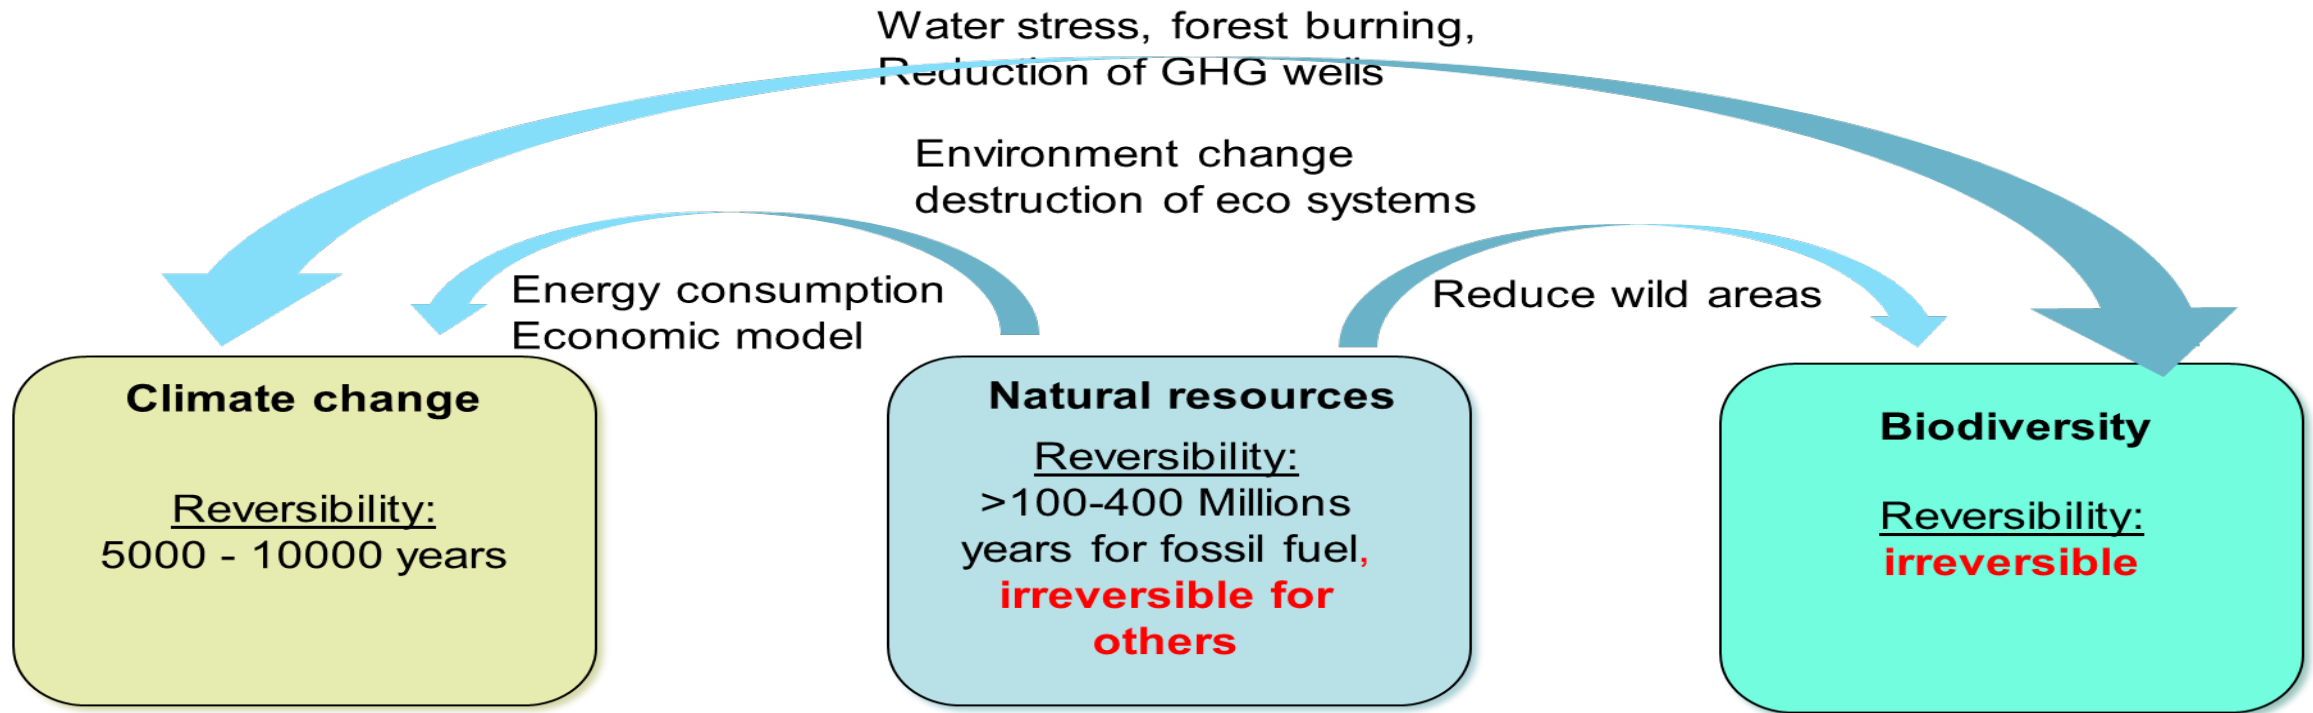 Water stress, forest burning,
Reduction of GHG wells
Environment change
destruction of eco systems
Energy consumption
Economic model
Reduce wild areas
Climate change
Reversibility:
5000 - 10000 years
Natural resources
Reversibility:
>100-400 Millions
years for fossil fuel,
irreversible for
others
Biodiversity
Reversibility:
irreversible